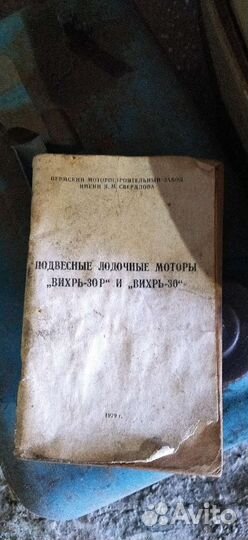 ПЕРМСКИЙ МОТОРОСТРОИТЕЛЬНЫЙ ЗАВОД
ИМЕНИ Я. М. СВЕРДЛОВА
ПОДВЕСНЫЕ ЛОДОЧНЫЕ МОТОРЫ
„ВИХРЬ-30Р“ И „ВИХРЬ-30“
1979 г.
Avito